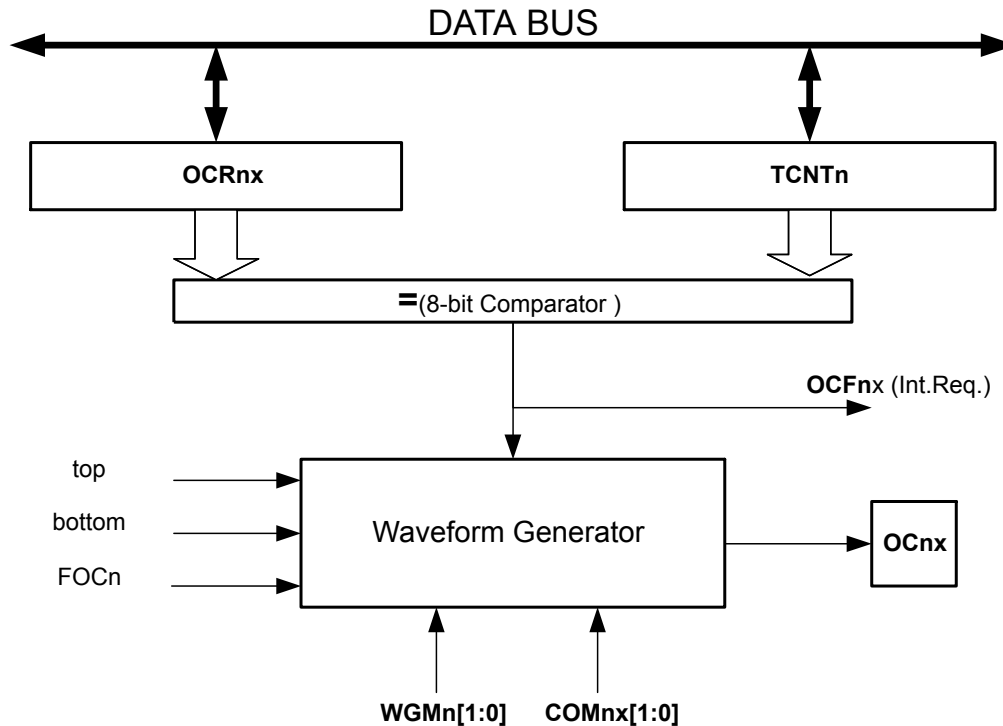 DATA BUS
OCRnx
TCNTn
=(8-bit Comparator )
OCFnx (Int.Req.)
top
bottom
FOCn
Waveform Generator
OCnx
WGMn[1:0]
COMnx[1:0]